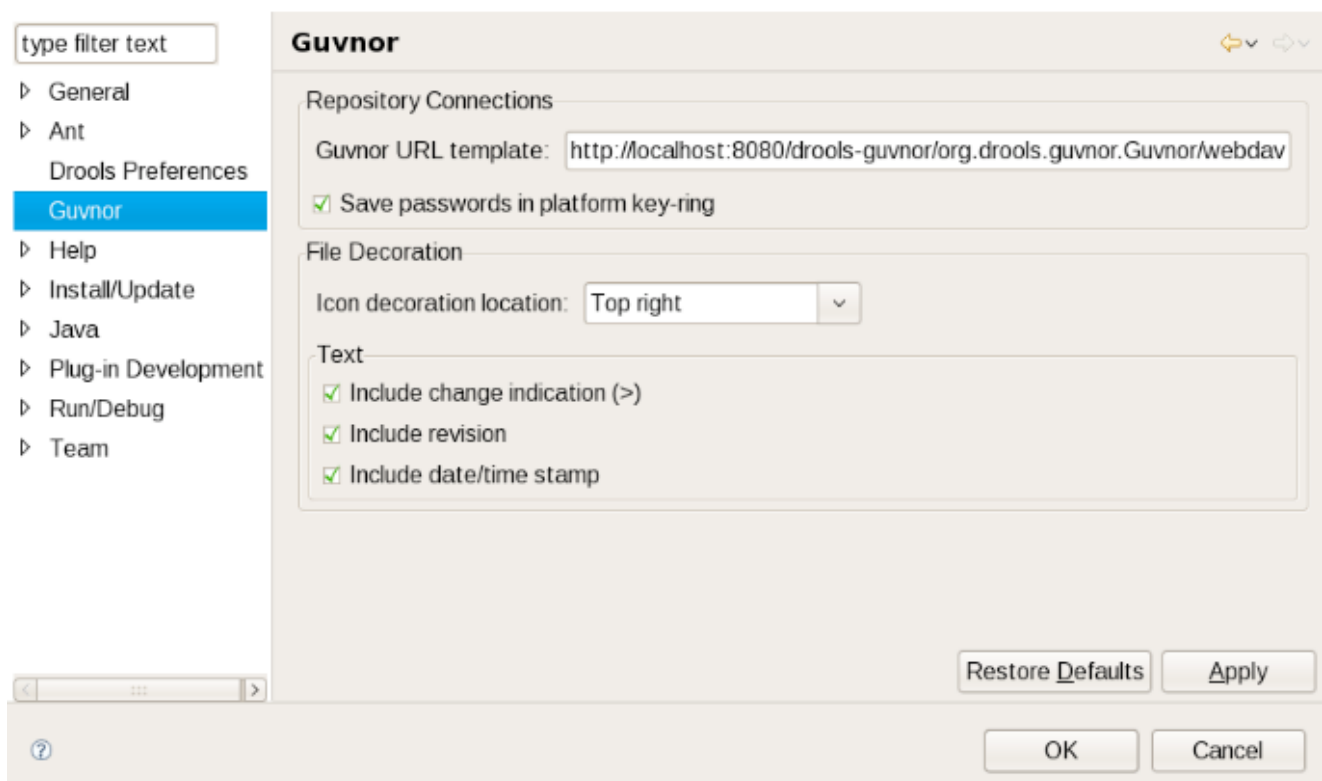 type filter text
General
Ant
Drools Preferences
Guvnor
Help
Install/Update
Java
Plug-in Development
Run/Debug
Team
Guvnor
Repository Connections
Guvnor URL template: http://localhost:8080/drools-guvnor/org.drools.guvnor.Guvnor/webdav
Save passwords in platform key-ring
File Decoration
Icon decoration location: Top right
Text
Include change indication (>)
Include revision
Include date/time stamp
Restore Defaults Apply
? OK Cancel